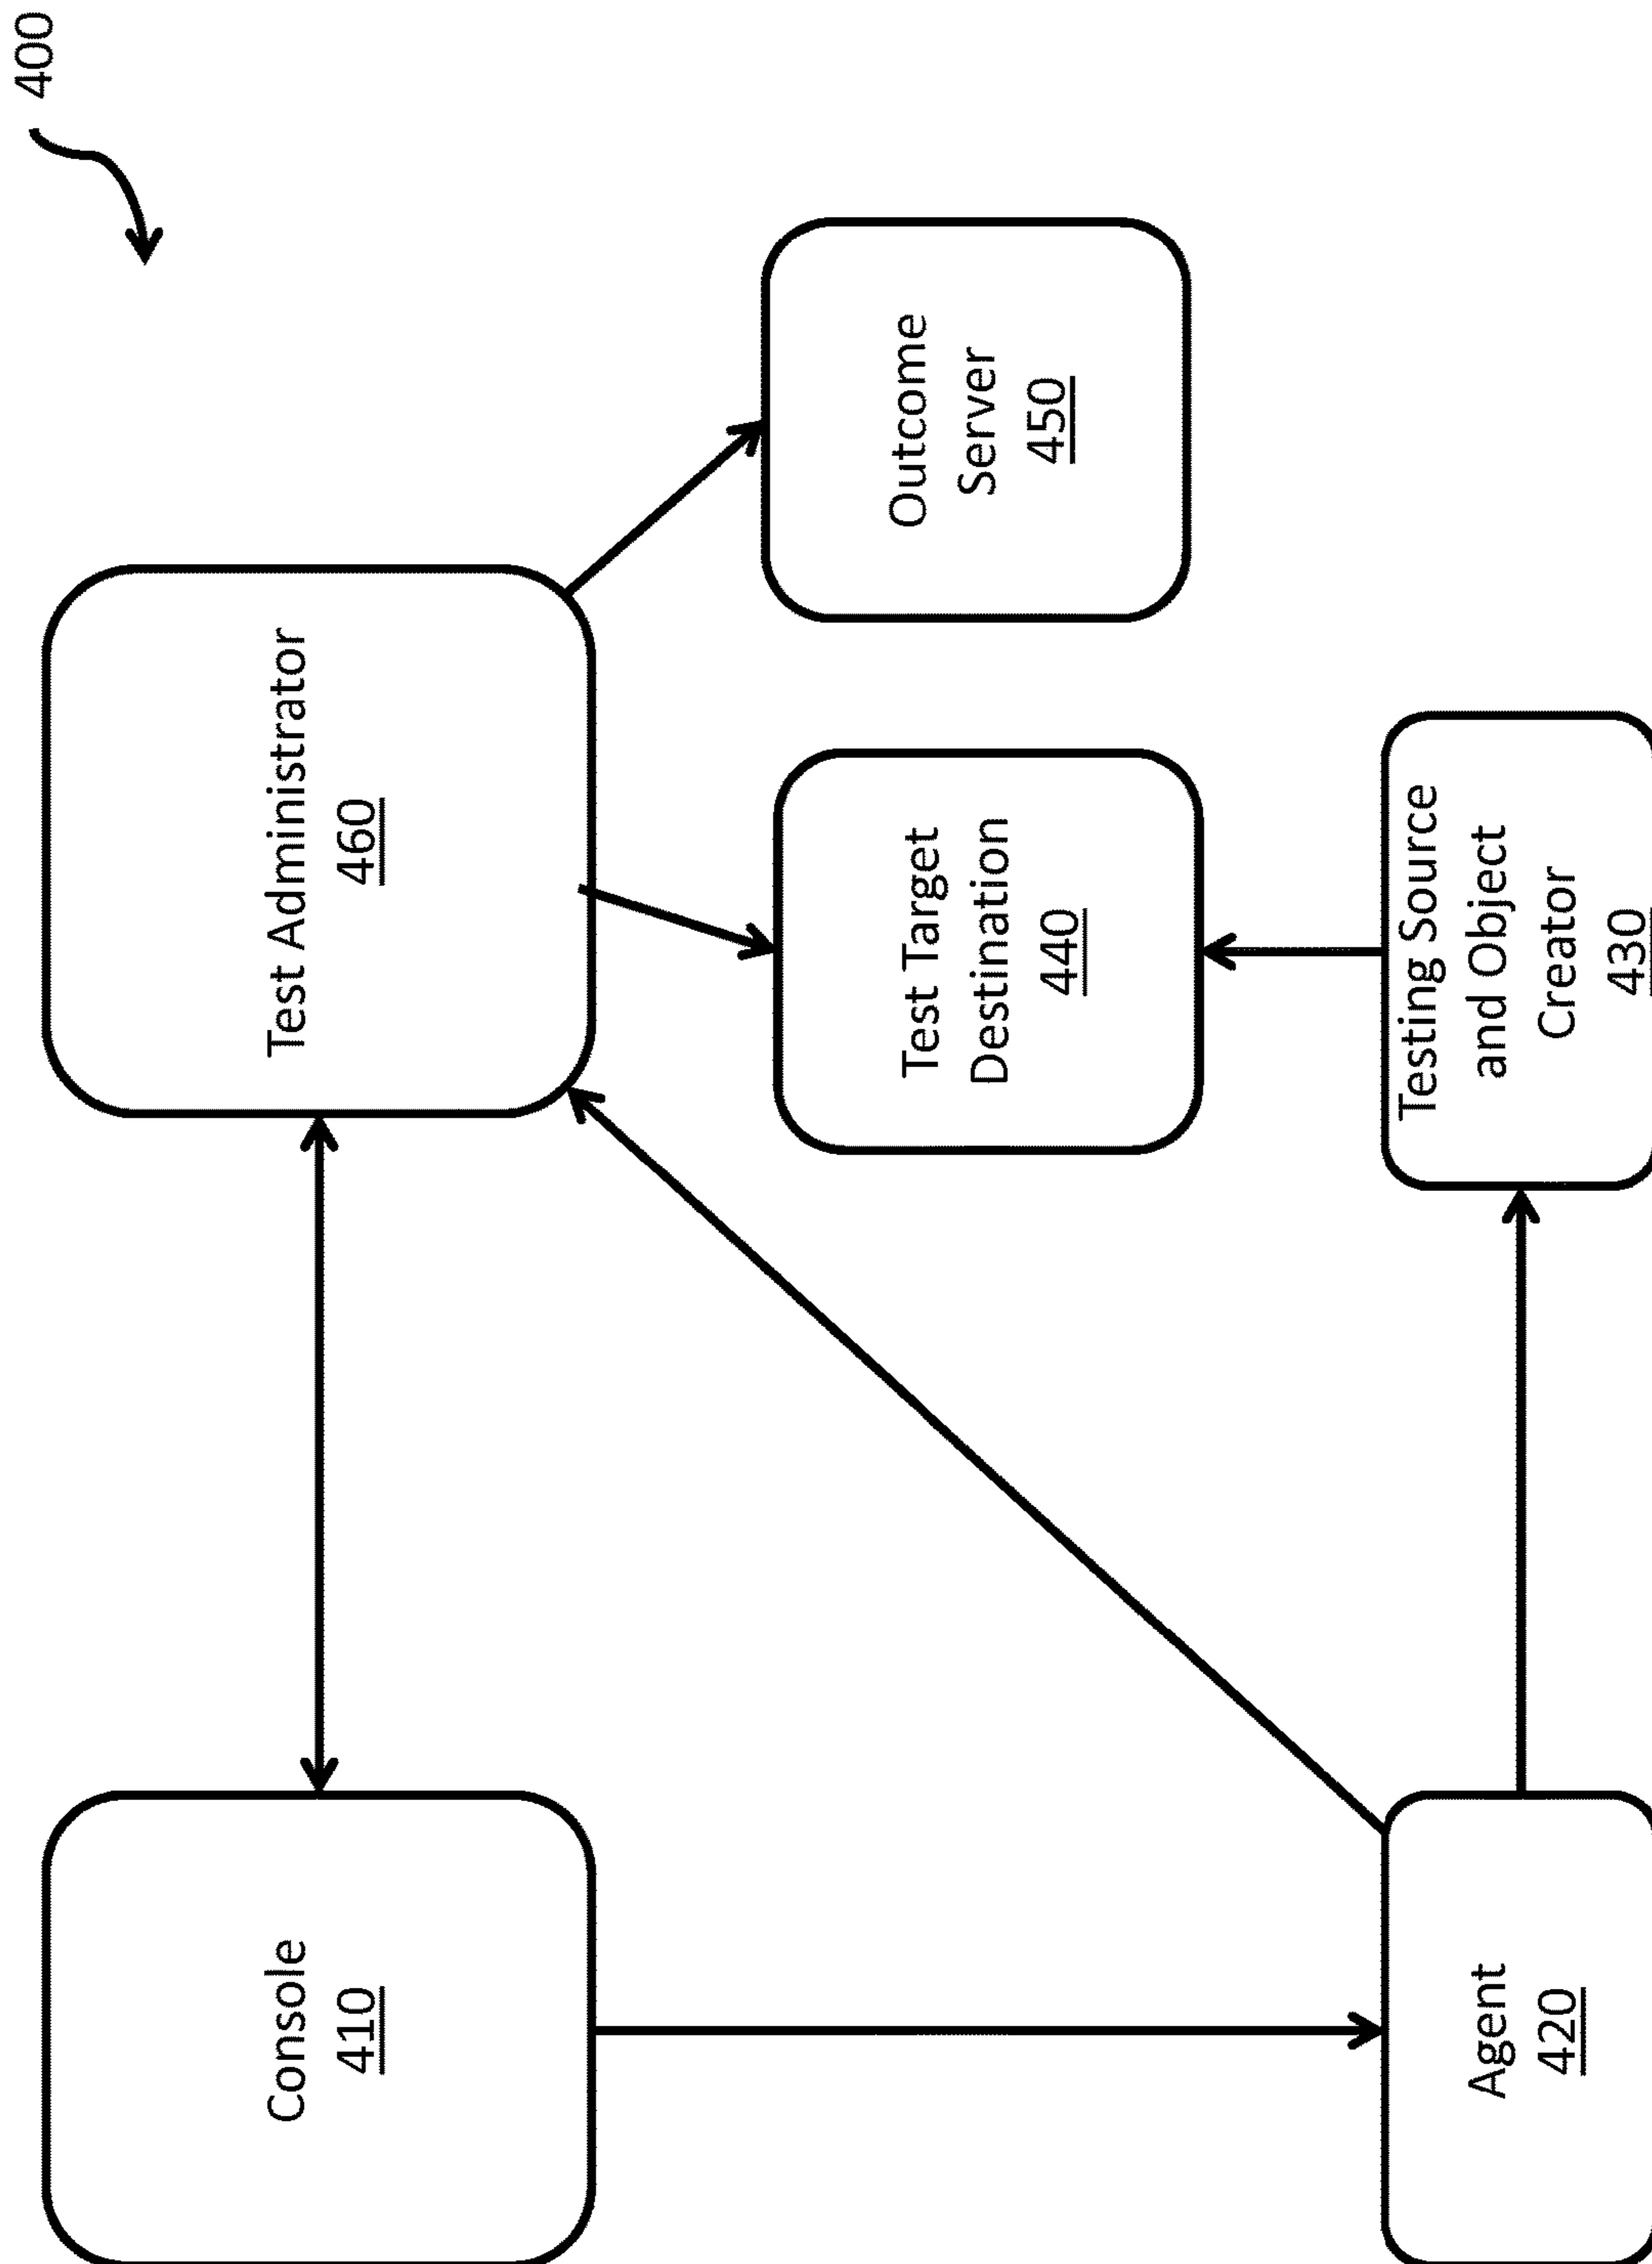 400
Console
410
Test Administrator
460
Outcome
Server
450
Test Target
Destination
440
Agent
420
Testing Source
and Object
Creator
430